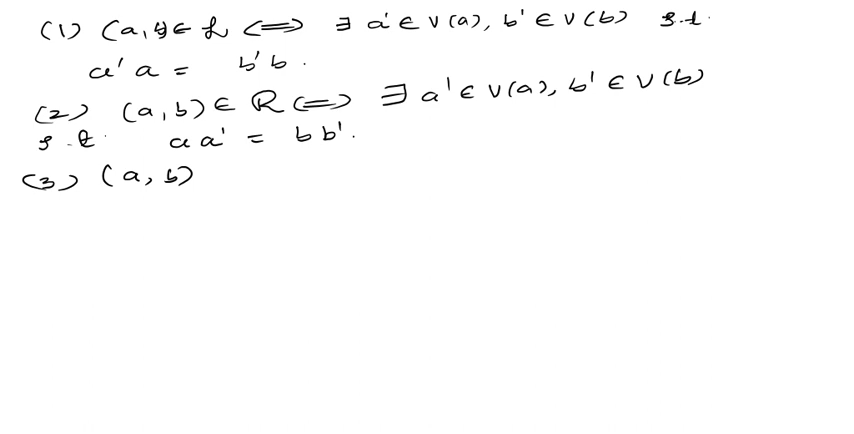 (1) (a, b) ∈ ℒ ⟺ ∃ a' ∈ V(a), b' ∈ V(b) s.t.
a'a = b'b.
(2) (a, b) ∈ R ⟺ ∃ a' ∈ V(a), b' ∈ V(b)
s.t. aa' = bb'.
(3) (a, b)